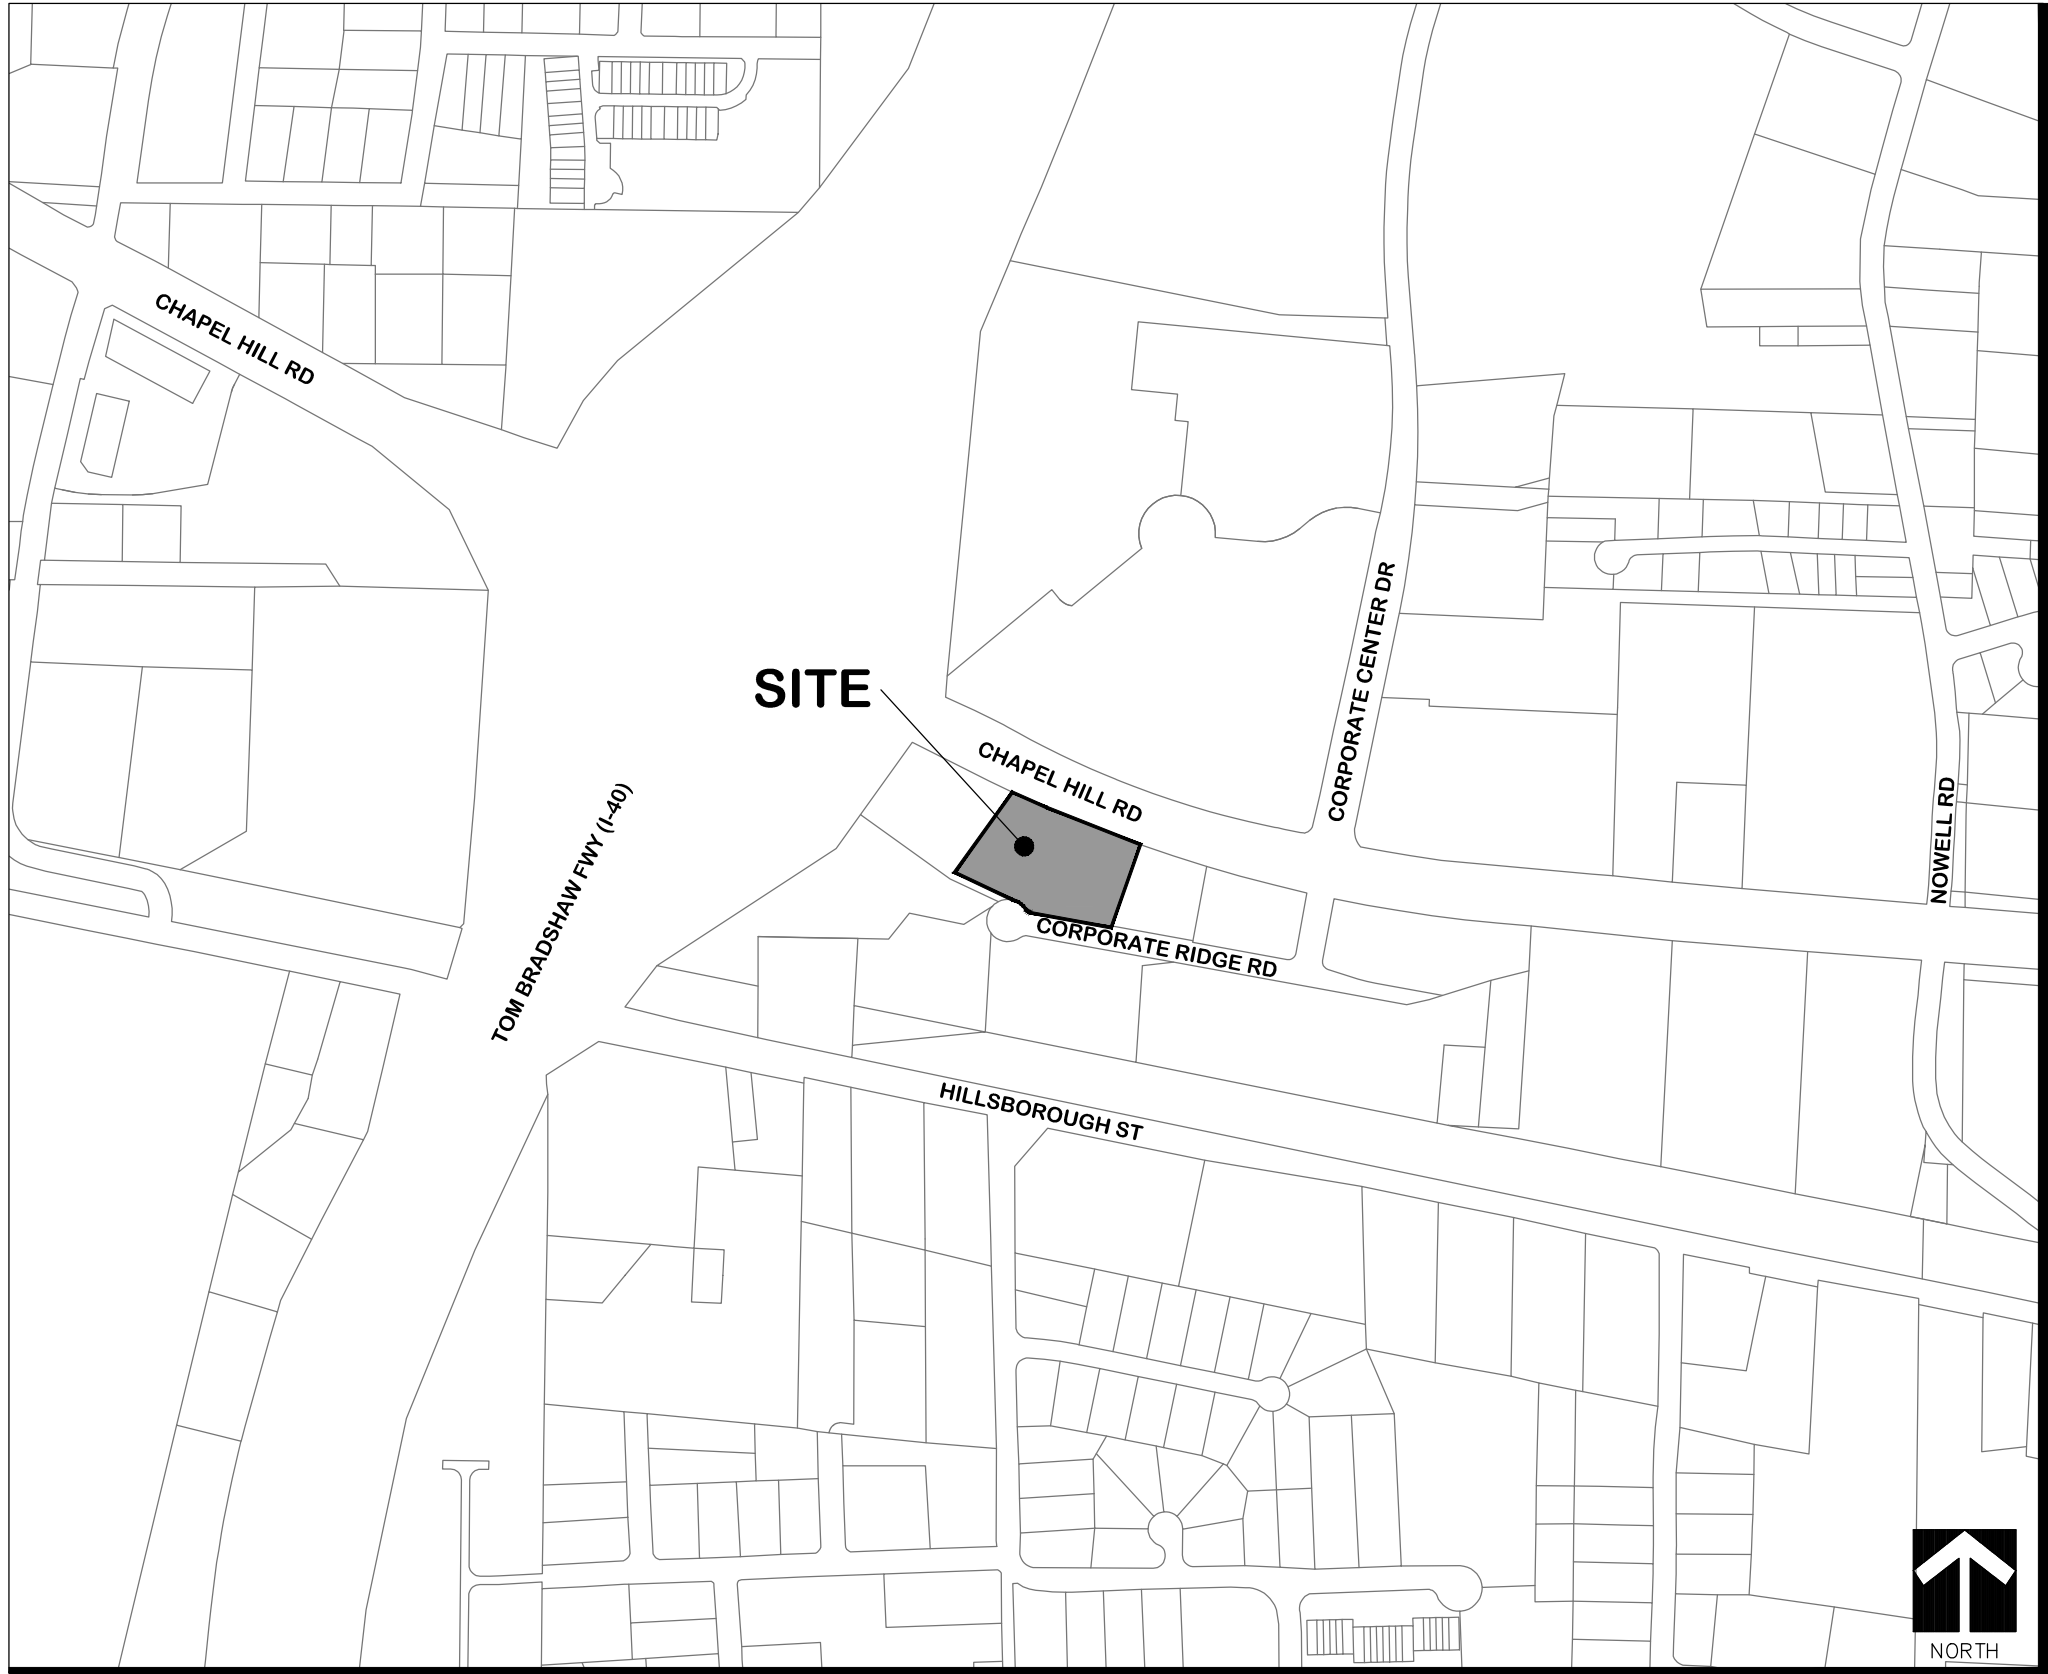 CHAPEL HILL RD
CORPORATE CENTER DR
SITE
CHAPEL HILL RD
NOWELL RD
TOM BRADSHAW FWY (I-40)
CORPORATE RIDGE RD
HILLSBOROUGH ST
NORTH